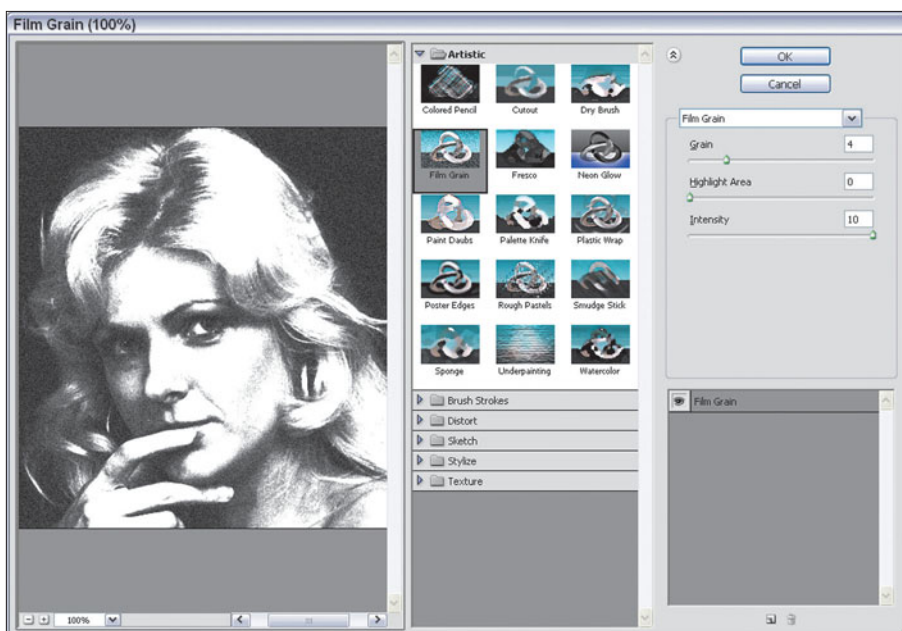 Film Grain (100%)
Artistic
Colored Pencil
Cutout
Dry Brush
Film Grain
Fresco
Neon Glow
Paint Daubs
Palette Knife
Plastic Wrap
Poster Edges
Rough Pastels
Smudge Stick
Sponge
Underpainting
Watercolor
Brush Strokes
Distort
Sketch
Stylize
Texture
100%
OK
Cancel
Film Grain
Grain 4
Highlight Area 0
Intensity 10
Film Grain